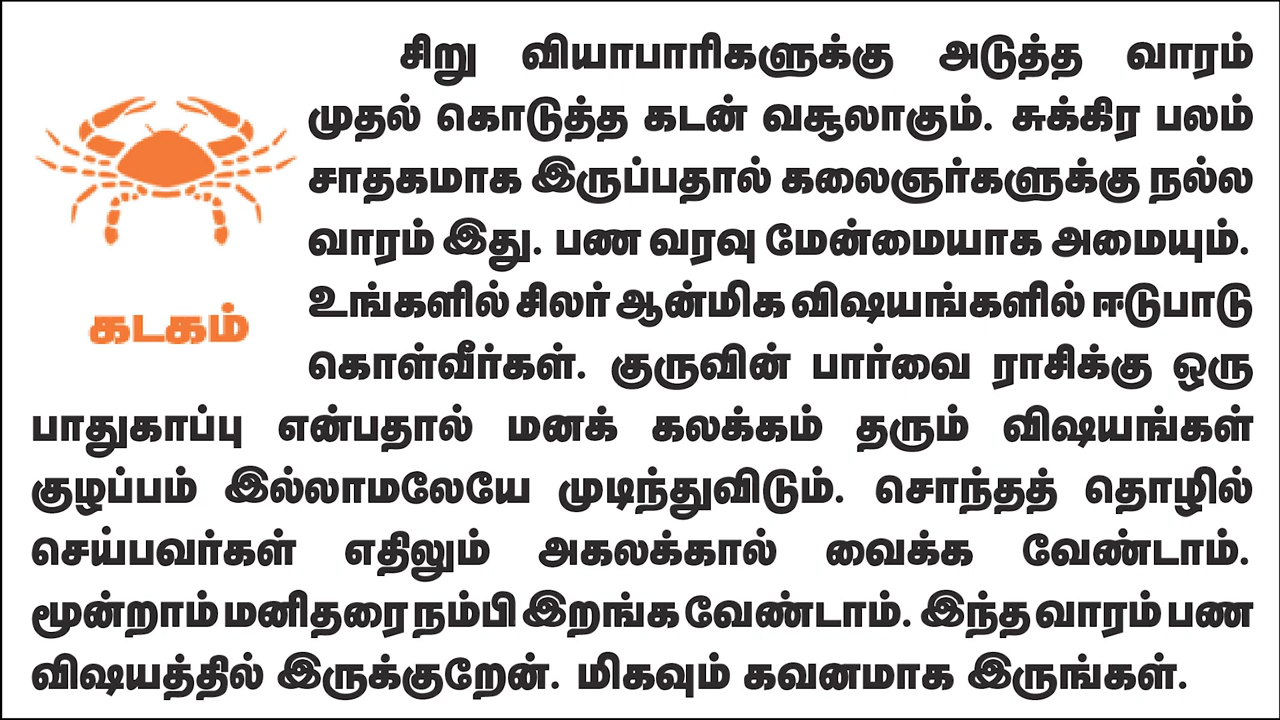 சிறு வியாபாரிகளுக்கு அடுத்த வாரம்
முதல் கொடுத்த கடன் வசூலாகும். சுக்கிர பலம்
சாதகமாக இருப்பதால் கலைஞர்களுக்கு நல்ல
வாரம் இது. பண வரவு மேன்மையாக அமையும்.
உங்களில் சிலர் ஆன்மிக விஷயங்களில் ஈடுபாடு
கடகம்
கொள்வீர்கள். குருவின் பார்வை ராசிக்கு ஒரு
பாதுகாப்பு என்பதால் மனக் கலக்கம் தரும் விஷயங்கள்
குழப்பம் இல்லாமலேயே முடிந்துவிடும். சொந்தத் தொழில்
செய்பவர்கள் எதிலும் அகலக்கால் வைக்க வேண்டாம்.
மூன்றாம் மனிதரை நம்பி இறங்க வேண்டாம். இந்த வாரம் பண
விஷயத்தில் இருக்குறேன். மிகவும் கவனமாக இருங்கள்.